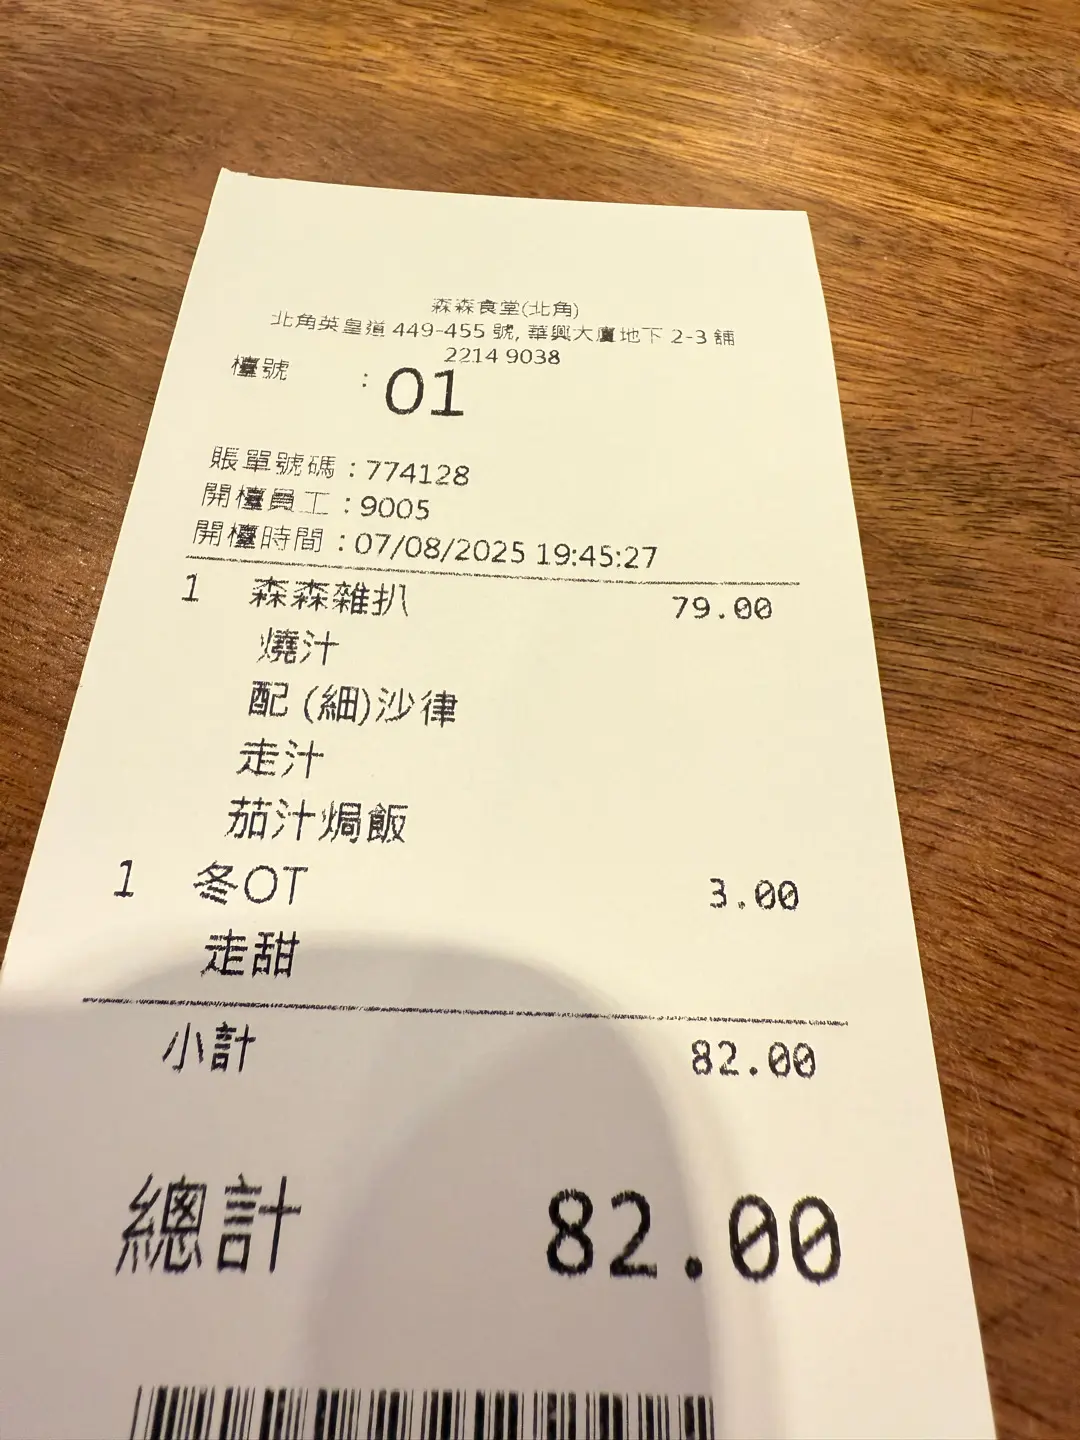 森森食堂(北角)
北角英皇道 449-455 號, 華興大廈地下 2-3 舖
2214 9038
檯號 : 01
賬單號碼 : 774128
開檯員工 : 9005
開檯時間 : 07/08/2025 19:45:27
1 森森雜扒 79.00
燒汁
配 (細)沙律
走汁
茄汁焗飯
1 冬OT 3.00
走甜
小計 82.00
總計 82.00